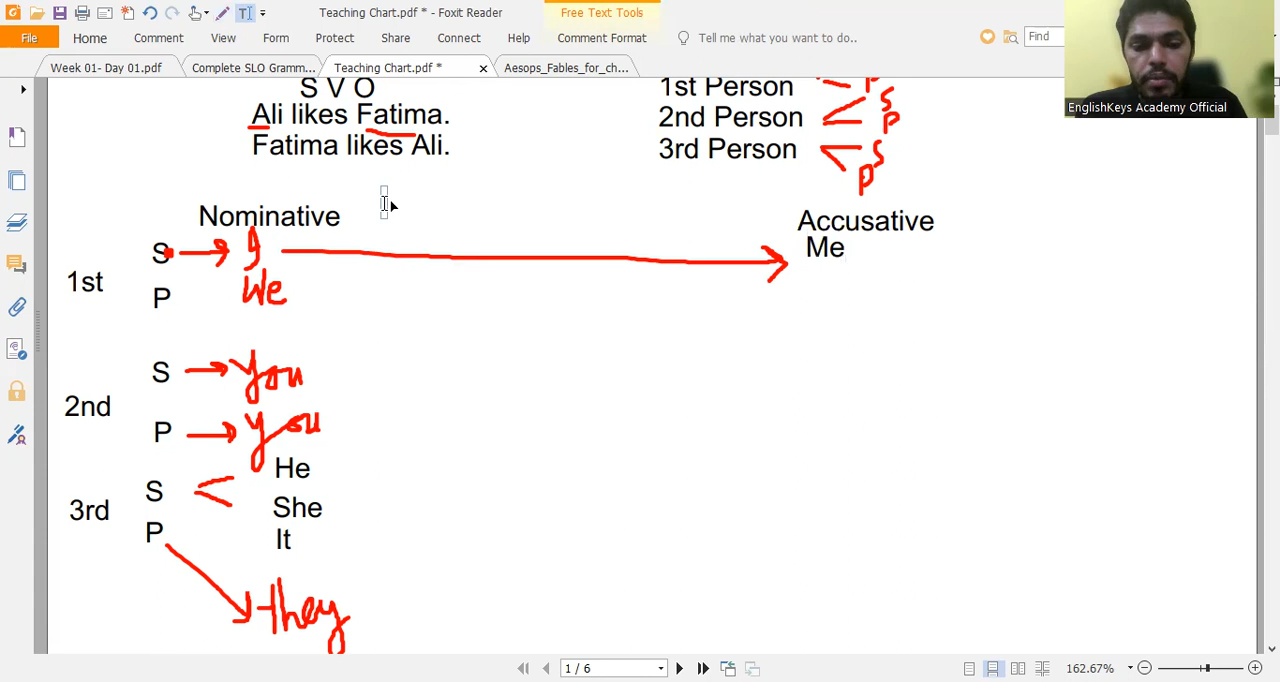 Teaching Chart.pdf * - Foxit Reader
Free Text Tools
File Home Comment View Form Protect Share Connect Help Comment Format Tell me what you want to do.. Find
Week 01- Day 01.pdf Complete SLO Gramm... Teaching Chart.pdf * Aesops_Fables_for_ch...
EnglishKeys Academy Official
S V O
Ali likes Fatima.
Fatima likes Ali.
1st Person P
2nd Person S P
3rd Person S P
Nominative Accusative
1st S I Me
P We
2nd S you
P you
3rd S He
She
P It
they
1 / 6
162.67%